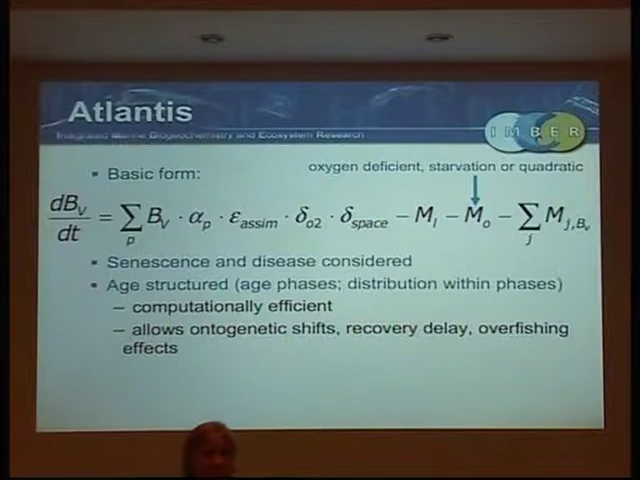 Atlantis
Integrated Marine Biogeochemistry and Ecosystem Research
IMBER
oxygen deficient, starvation or quadratic
▪ Basic form:
dB_v/dt = ∑_p B_v · α_p · ε_assim · δ_o2 · δ_space − M_l − M_o − ∑_j M_j,B_v
▪ Senescence and disease considered
▪ Age structured (age phases; distribution within phases)
– computationally efficient
– allows ontogenetic shifts, recovery delay, overfishing
effects